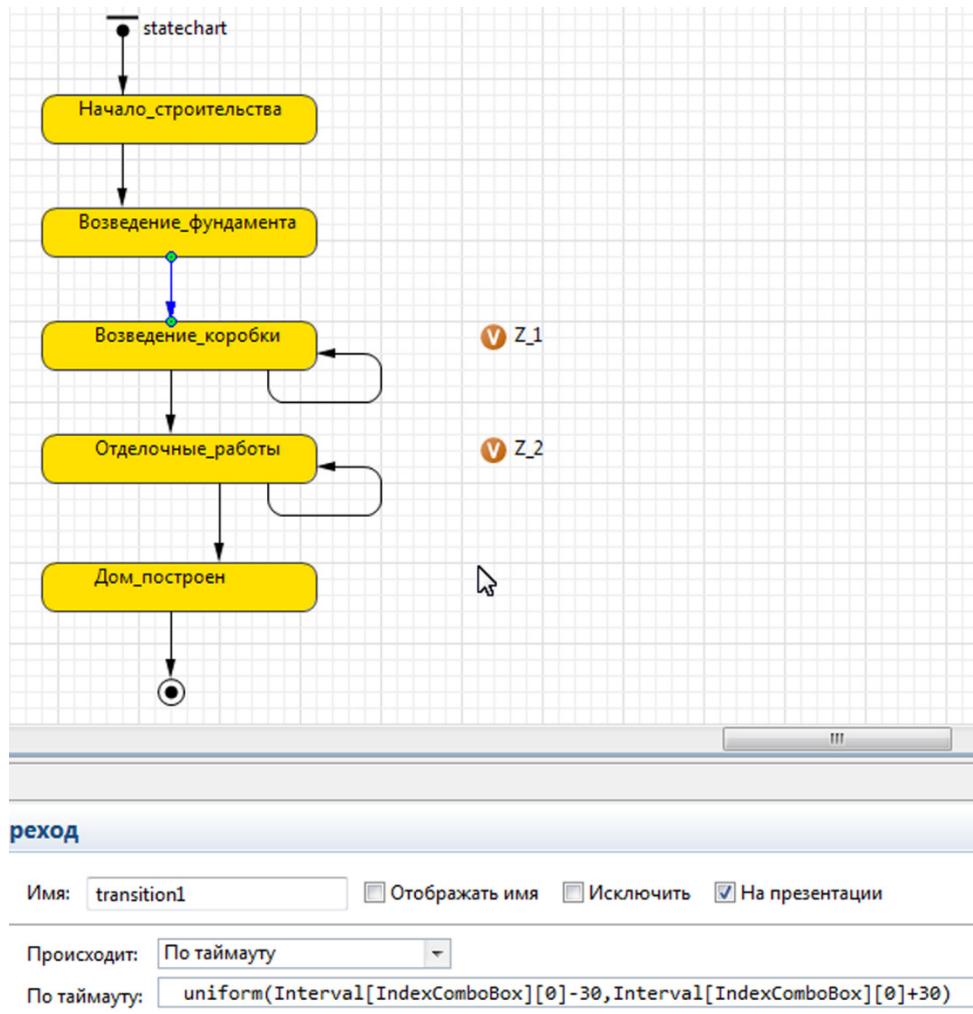 statechart
Начало_строительства
Возведение_фундамента
Возведение_коробки
Z_1
Отделочные_работы
Z_2
Дом_построен
реход
Имя: transition1 Отображать имя Исключить На презентации
Происходит: По таймауту
По таймауту: uniform(Interval[IndexComboBox][0]-30,Interval[IndexComboBox][0]+30)